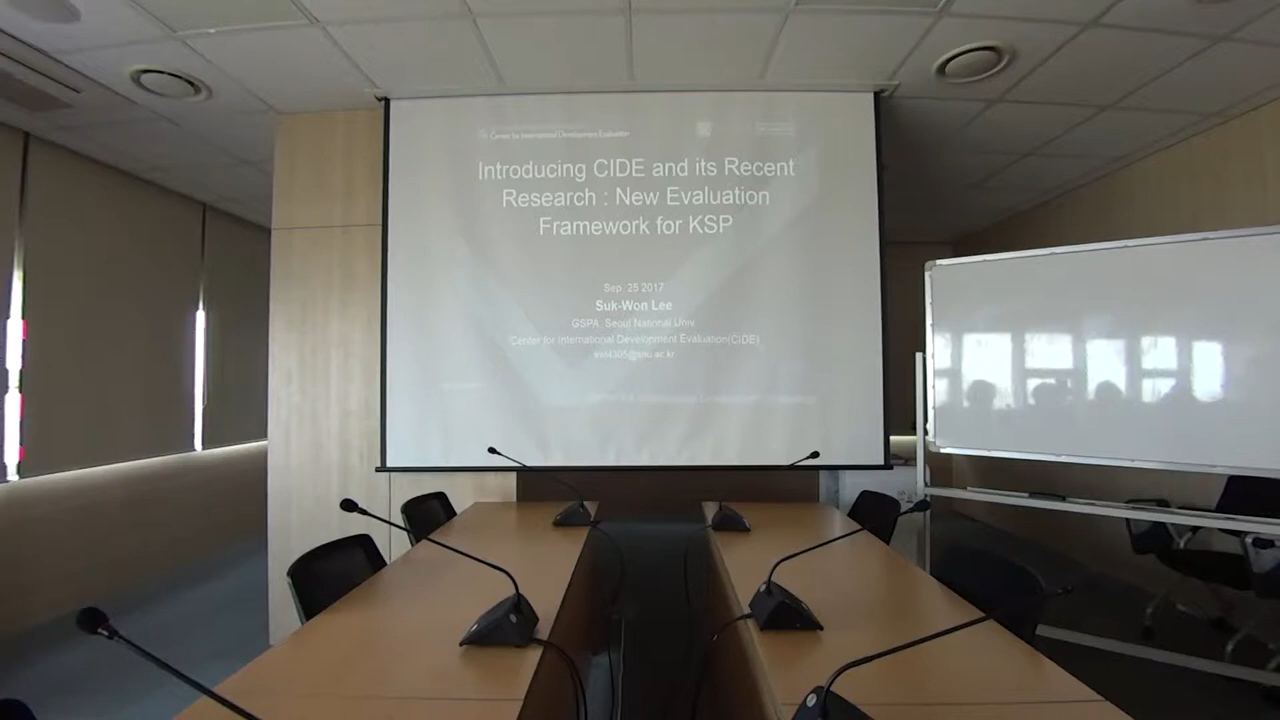 Center for International Development Evaluation
Introducing CIDE and its Recent
Research : New Evaluation
Framework for KSP
Sep. 25 2017
Suk-Won Lee
GSPA, Seoul National Univ.
Center for International Development Evaluation(CIDE)